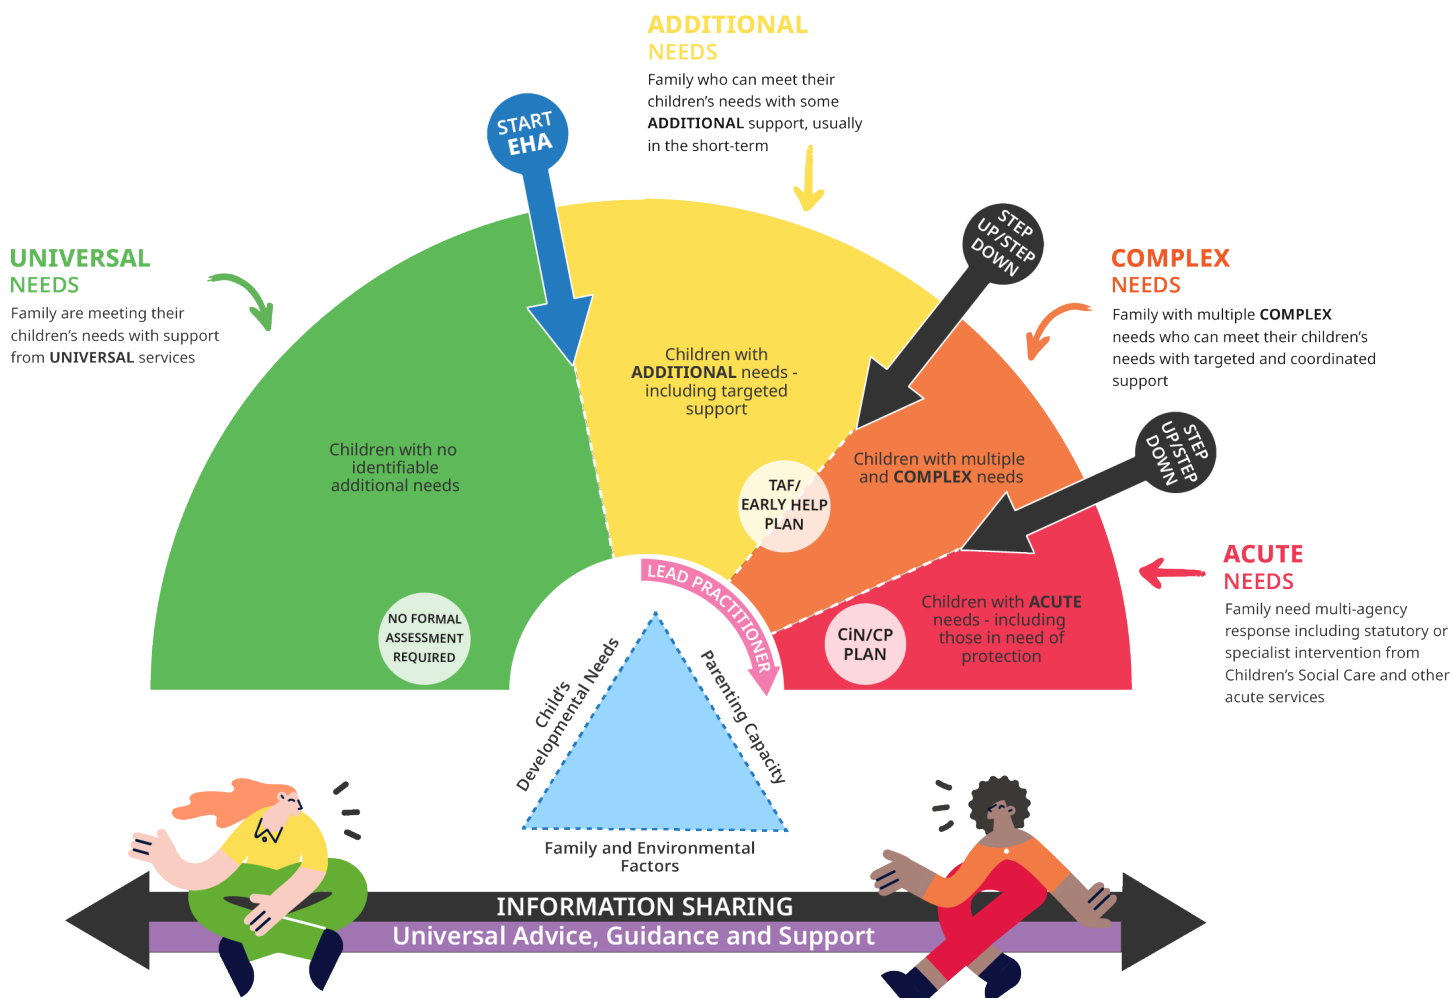 ADDITIONAL
NEEDS
Family who can meet their
children's needs with some
ADDITIONAL support, usually
in the short-term
START
EHA
STEP
UP/STEP
DOWN
UNIVERSAL
NEEDS
Family are meeting their
children's needs with support
from UNIVERSAL services
COMPLEX
NEEDS
Family with multiple COMPLEX
needs who can meet their children's
needs with targeted and coordinated
support
Children with
ADDITIONAL needs -
including targeted
support
STEP
UP/STEP
DOWN
Children with no
identifiable
additional needs
Children with multiple
and COMPLEX needs
TAF/
EARLY HELP
PLAN
ACUTE
NEEDS
Family need multi-agency
response including statutory or
specialist intervention from
Children's Social Care and other
acute services
LEAD PRACTITIONER
Children with ACUTE
needs - including
those in need of
protection
NO FORMAL
ASSESSMENT
REQUIRED
CiN/CP
PLAN
Child's
Developmental Needs
Parenting Capacity
Family and Environmental
Factors
INFORMATION SHARING
Universal Advice, Guidance and Support